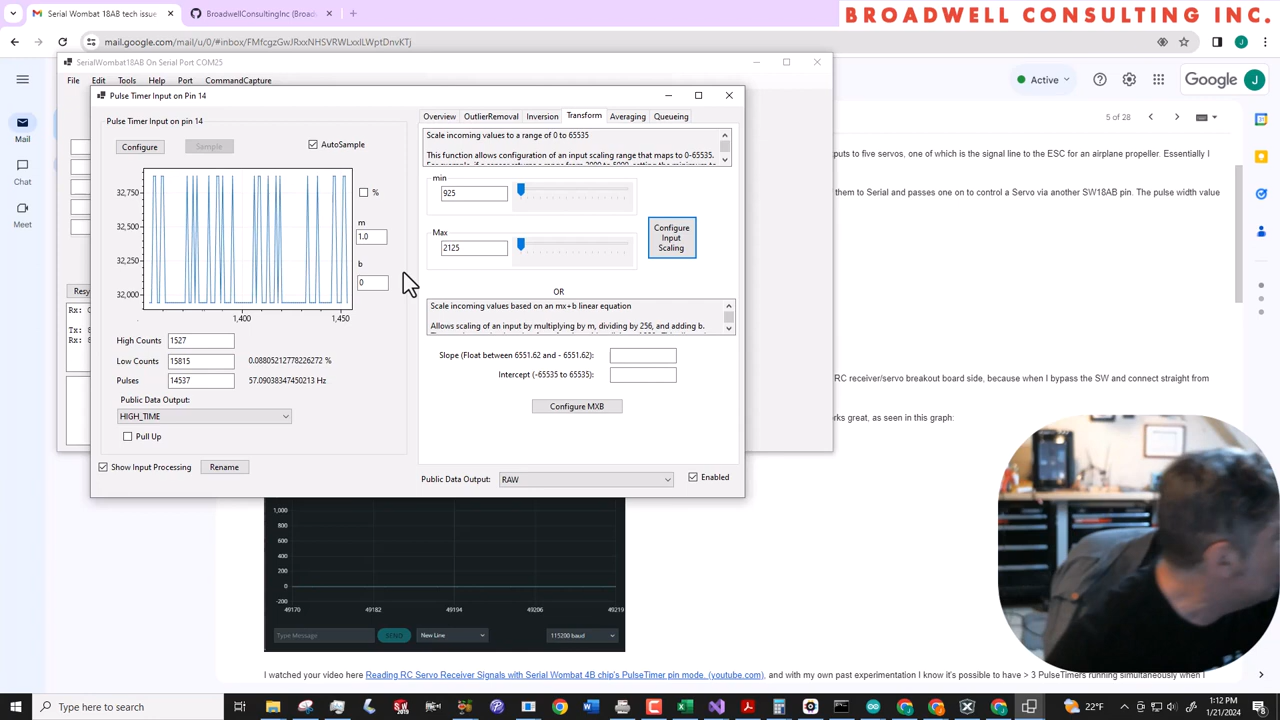 Gmail Serial Wombat 18AB tech issue
BroadwellConsultingInc (Broad
BROADWELL CONSULTING INC.
mail.google.com/mail/u/0/#inbox/FMfcgzGwJRxxNHSVRWLxxlLWptDnvKTj
SerialWombat18AB On Serial Port COM25
File Edit Tools Help Port CommandCapture
Active
Google
J
Mail
Chat
Meet
5 of 28
Pulse Timer Input on Pin 14
Pulse Timer Input on pin 14
Configure
Sample
AutoSample
32,750
32,500
32,250
32,000
1,400
1,450
%
m
1.0
b
0
High Counts 1527
Low Counts 15815 0.08805212778226272 %
Pulses 14537 57.09038347450213 Hz
Public Data Output:
HIGH_TIME
Pull Up
Show Input Processing
Rename
Overview OutlierRemoval Inversion Transform Averaging Queueing
Scale incoming values to a range of 0 to 65535
This function allows configuration of an input scaling range that maps to 0-65535.
min
925
Max
2125
Configure
Input
Scaling
OR
Scale incoming values based on an mx+b linear equation
Allows scaling of an input by multiplying by m, dividing by 256, and adding b.
Slope (Float between 6551.62 and - 6551.62):
Intercept (-65535 to 65535):
Configure MXB
Public Data Output: RAW
Enabled
puts to five servos, one of which is the signal line to the ESC for an airplane propeller. Essentially I
them to Serial and passes one on to control a Servo via another SW18AB pin. The pulse width value
RC receiver/servo breakout board side, because when I bypass the SW and connect straight from
rks great, as seen in this graph:
1,000
800
600
400
200
0
-200
49170 49182 49194 49206 49219
Type Message SEND New Line 115200 baud
I watched your video here Reading RC Servo Receiver Signals with Serial Wombat 4B chip's PulseTimer pin mode. (youtube.com), and with my own past experimentation I know it's possible to have > 3 PulseTimers running simultaneously when I
Type here to search
22°F
1:12 PM
1/21/2024